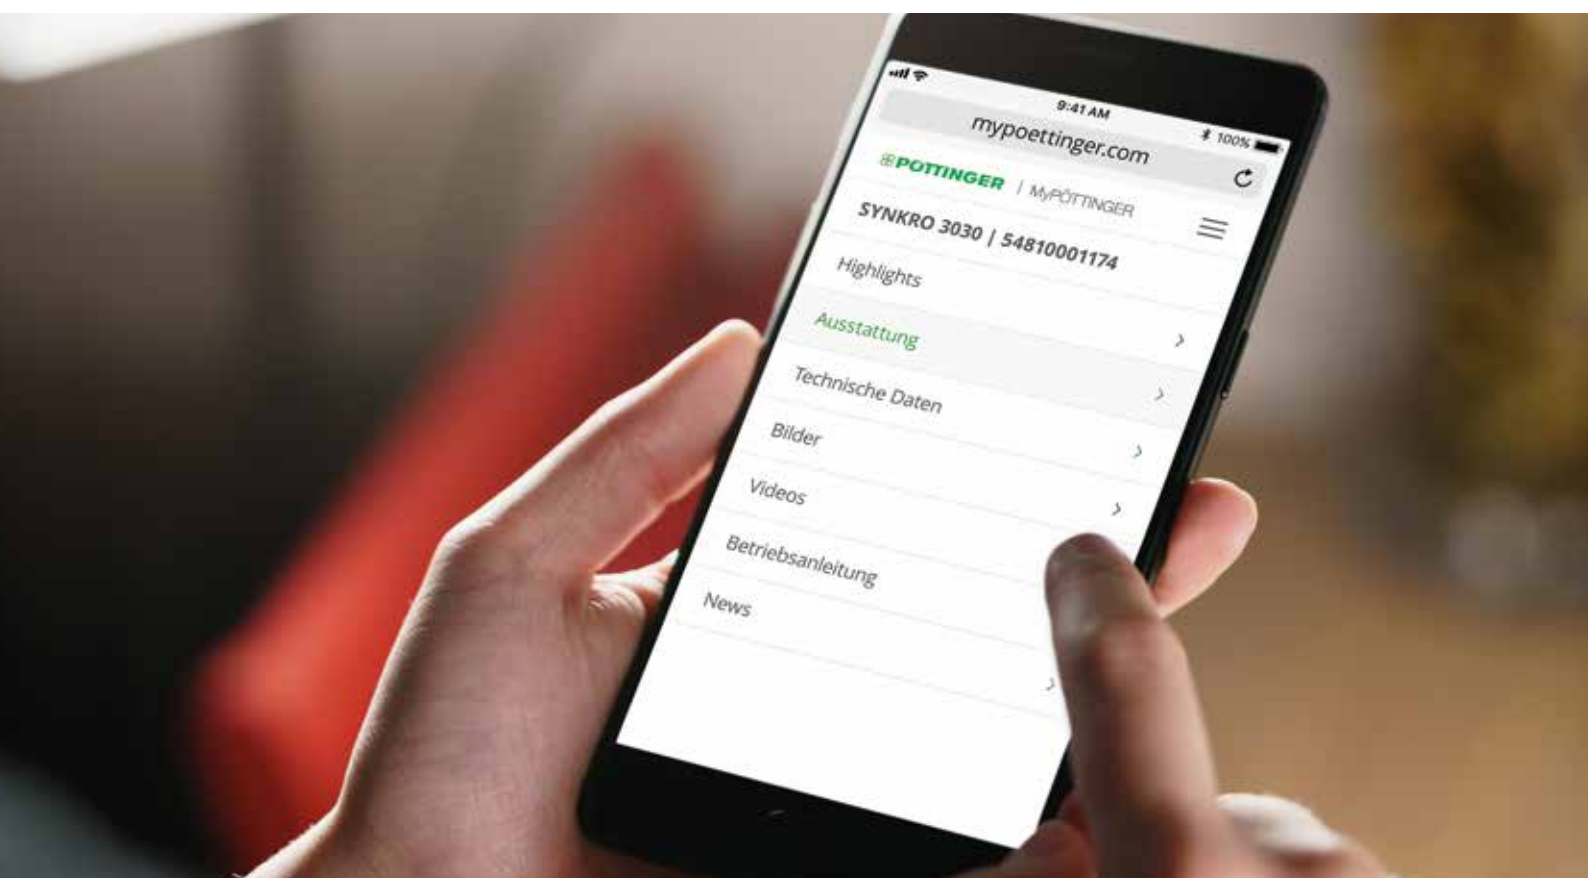 9:41 AM
100%
mypoettinger.com
PÖTTINGER | MyPÖTTINGER
SYNKRO 3030 | 54810001174
Highlights
Ausstattung
Technische Daten
Bilder
Videos
Betriebsanleitung
News